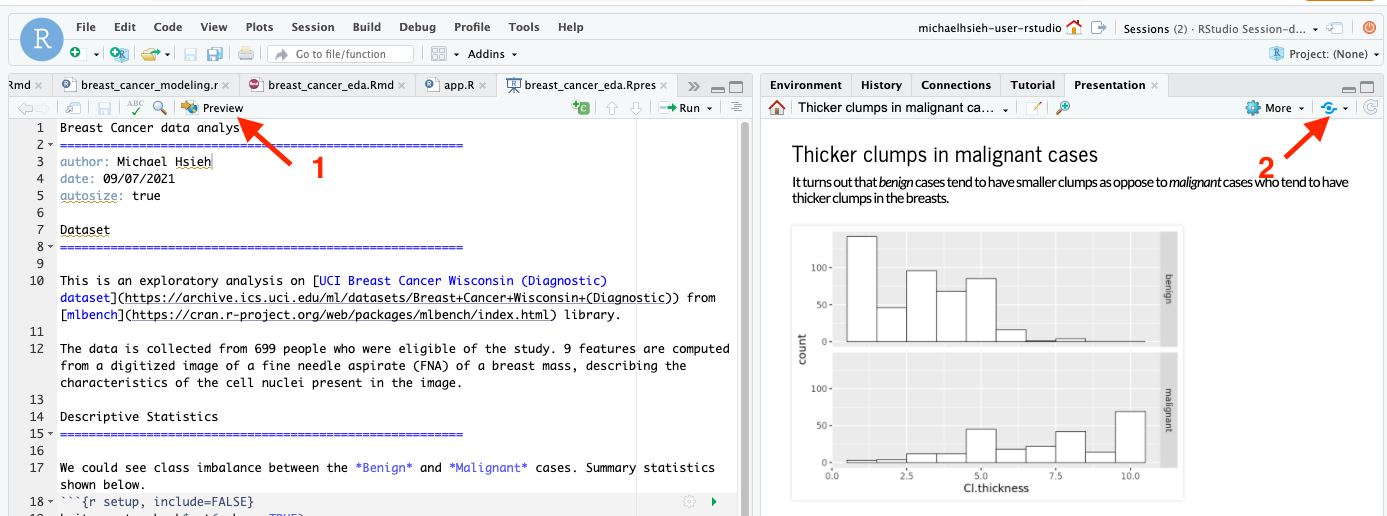 R File Edit Code View Plots Session Build Debug Profile Tools Help michaelhsieh-user-rstudio Sessions (2) RStudio Session-d...
Go to file/function Addins Project: (None)
Rmd breast_cancer_modeling.r breast_cancer_eda.Rmd app.R breast_cancer_eda.Rpres
ABC Preview Run
1 Breast Cancer data analys
2 =======================================================
3 author: Michael Hsieh
4 date: 09/07/2021
5 autosize: true
6
7 Dataset
8 =======================================================
9
10 This is an exploratory analysis on [UCI Breast Cancer Wisconsin (Diagnostic)
dataset](https://archive.ics.uci.edu/ml/datasets/Breast+Cancer+Wisconsin+(Diagnostic)) from
[mlbench](https://cran.r-project.org/web/packages/mlbench/index.html) library.
11
12 The data is collected from 699 people who were eligible of the study. 9 features are computed
from a digitized image of a fine needle aspirate (FNA) of a breast mass, describing the
characteristics of the cell nuclei present in the image.
13
14 Descriptive Statistics
15 =======================================================
16
17 We could see class imbalance between the *Benign* and *Malignant* cases. Summary statistics
shown below.
18 ```{r setup, include=FALSE}
1
Environment History Connections Tutorial Presentation
Thicker clumps in malignant ca... More
2
Thicker clumps in malignant cases
It turns out that benign cases tend to have smaller clumps as oppose to malignant cases who tend to have
thicker clumps in the breasts.
100
50
0
benign
count
100
50
0
malignant
0.0 2.5 5.0 7.5 10.0
Cl.thickness